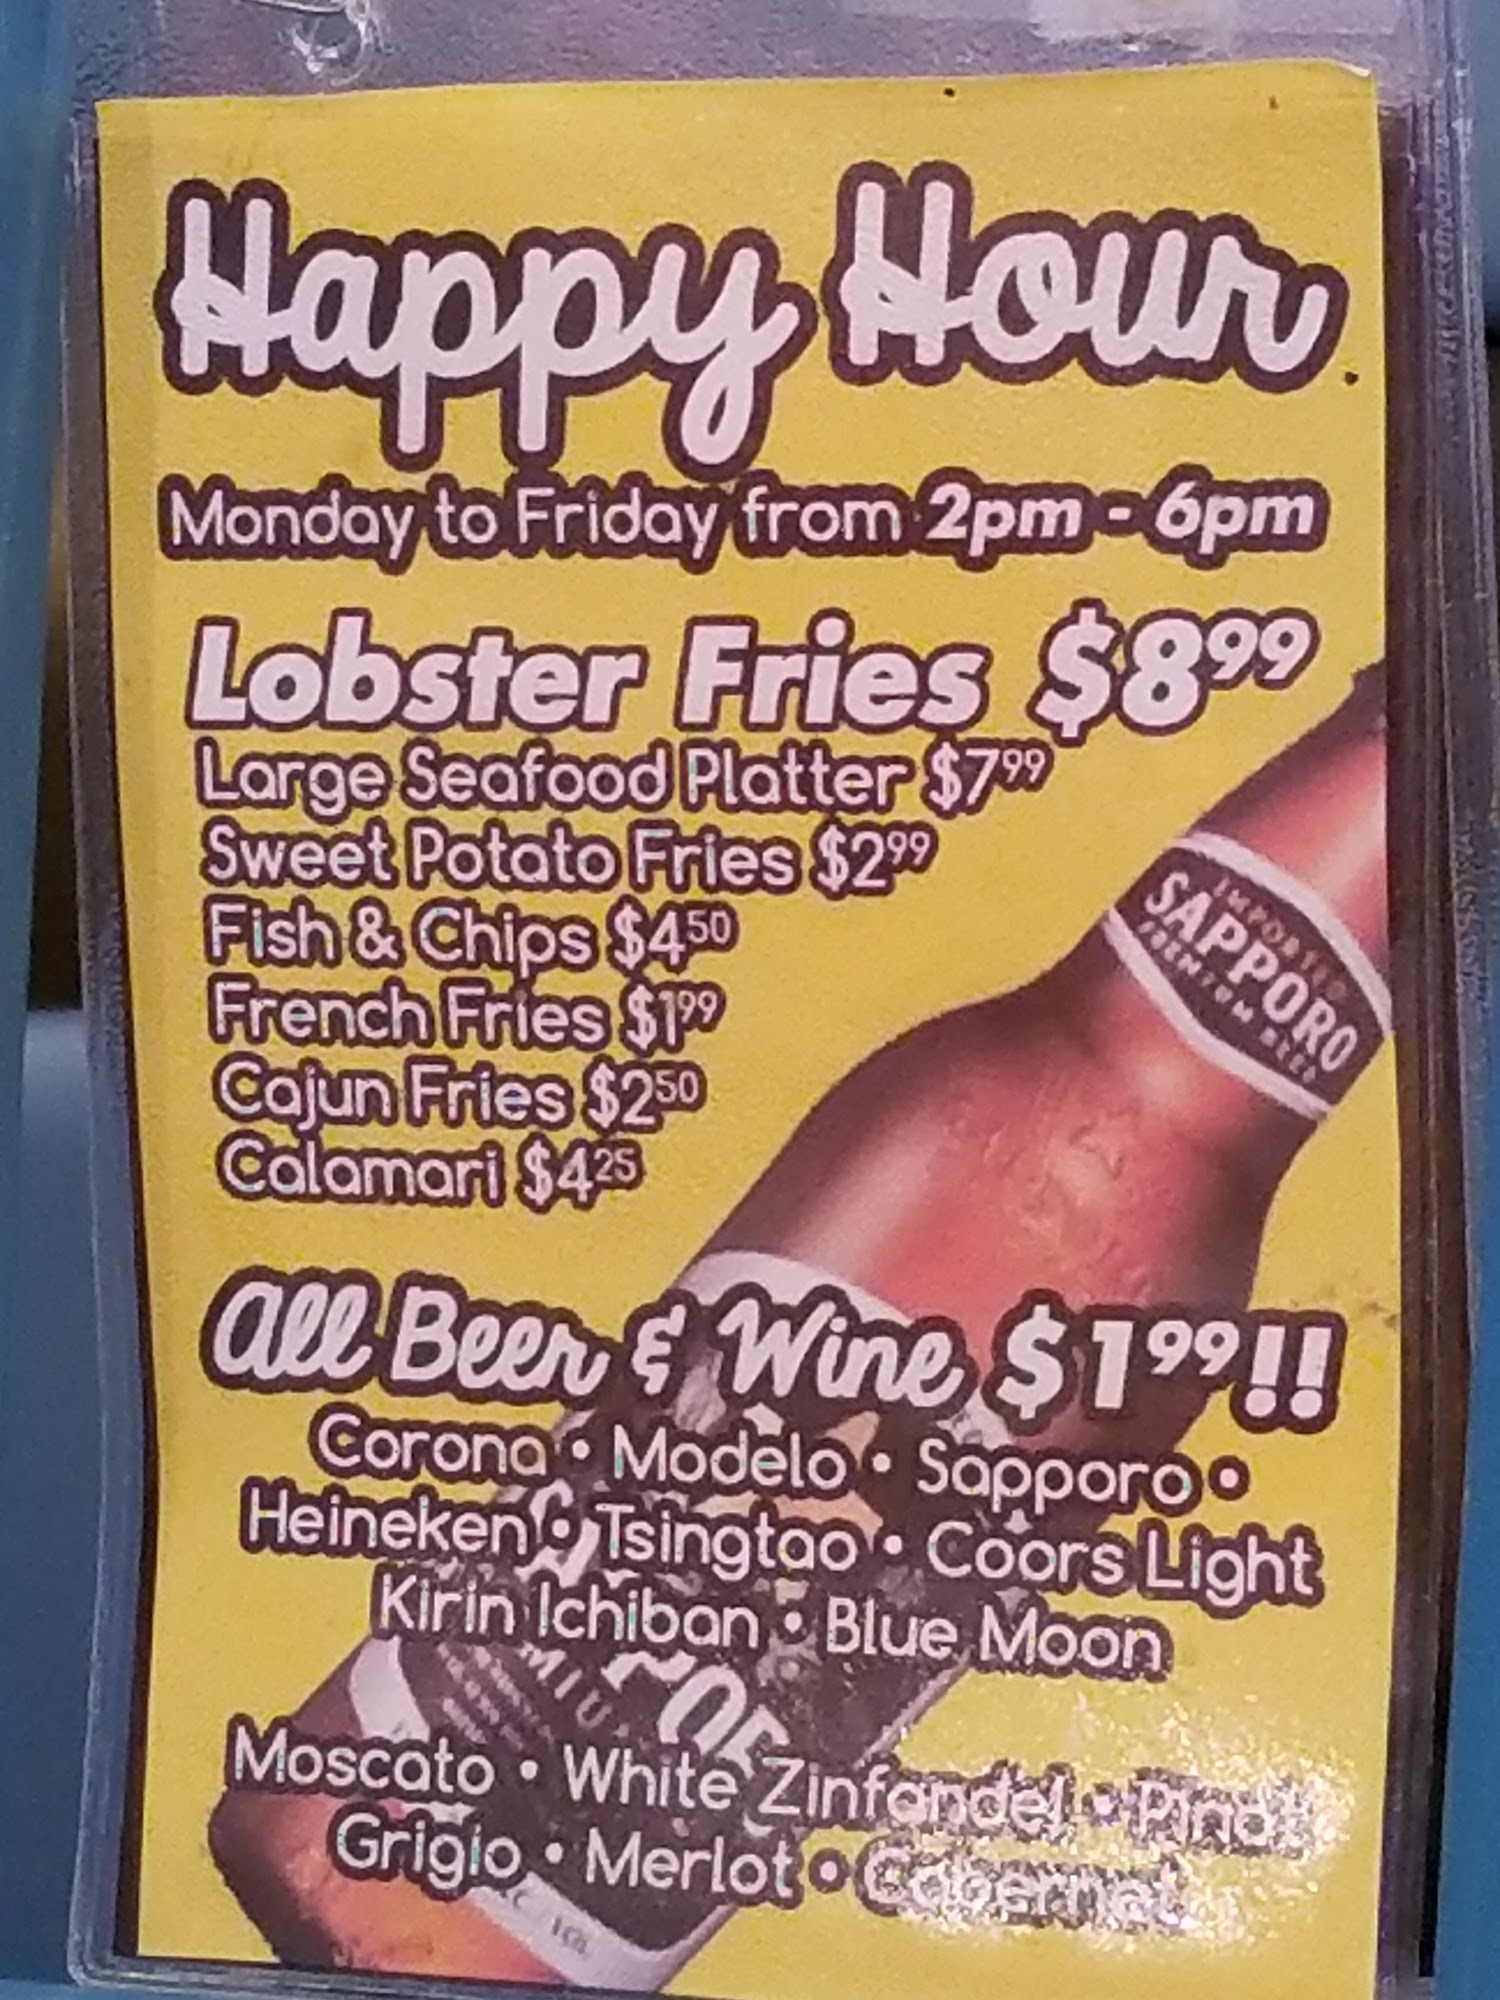 Happy Hour
Monday to Friday from 2pm - 6pm
Lobster Fries $8⁹⁹
Large Seafood Platter $7⁹⁹
Sweet Potato Fries $2⁹⁹
Fish & Chips $4⁵⁰
French Fries $1⁹⁹
Cajun Fries $2⁵⁰
Calamari $4²⁵
IMPORTED
SAPPORO
PREMIUM BEER
All Beer & Wine $1⁹⁹!!
Corona • Modelo • Sapporo •
Heineken • Tsingtao • Coors Light
Kirin Ichiban • Blue Moon
Moscato • White Zinfandel • Pinot
Grigio • Merlot • Cabernet